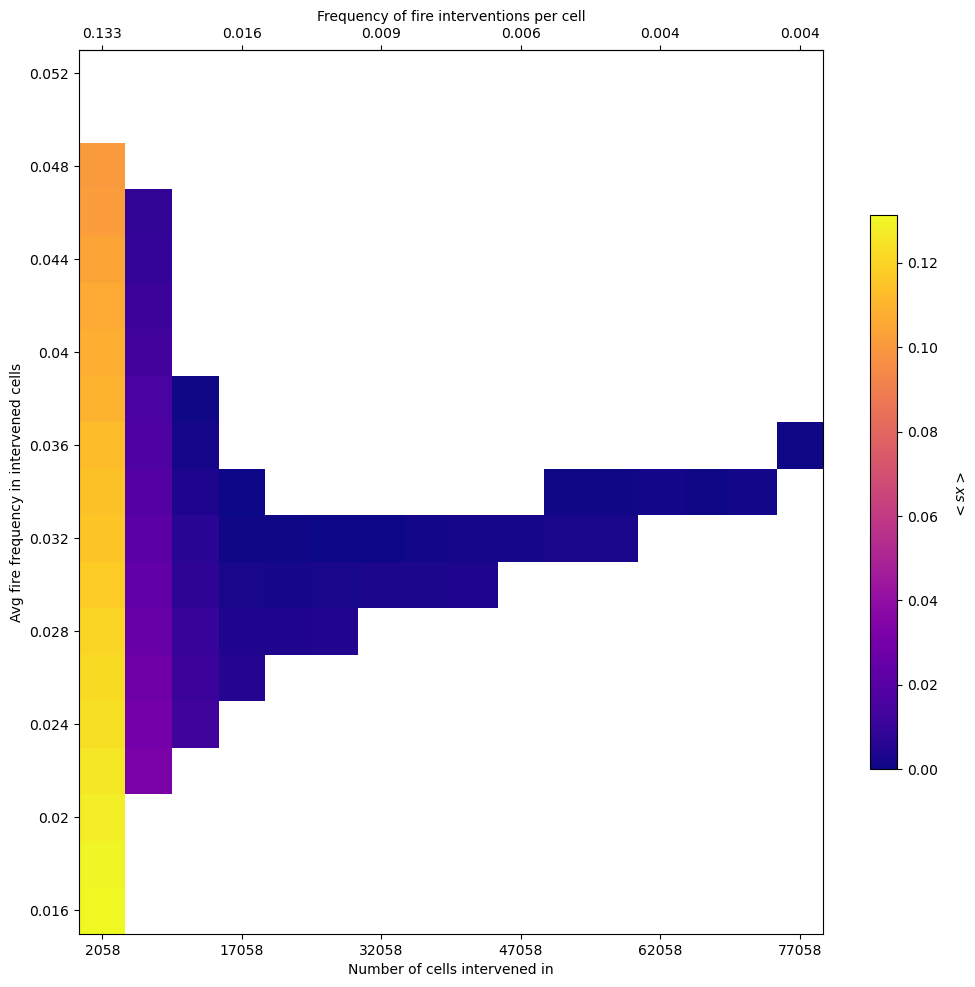 Frequency of fire interventions per cell
0.133 0.016 0.009 0.006 0.004 0.004
0.052
0.048
0.044
0.04
0.036
0.032
0.028
0.024
0.02
0.016
Avg fire frequency in intervened cells
2058 17058 32058 47058 62058 77058
Number of cells intervened in
0.12
0.10
0.08
0.06
0.04
0.02
0.00
< sx >